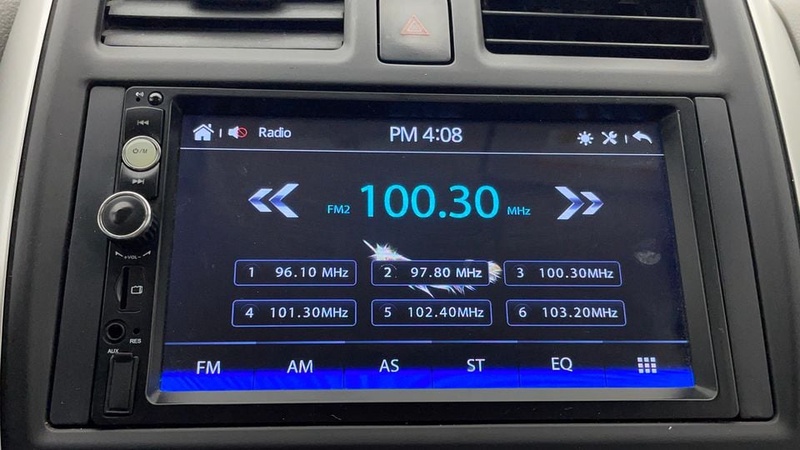 Radio
PM 4:08
FM2 100.30 MHz
1 96.10 MHz
2 97.80 MHz
3 100.30MHz
4 101.30MHz
5 102.40MHz
6 103.20MHz
VOL
RES
AUX
FM AM AS ST EQ